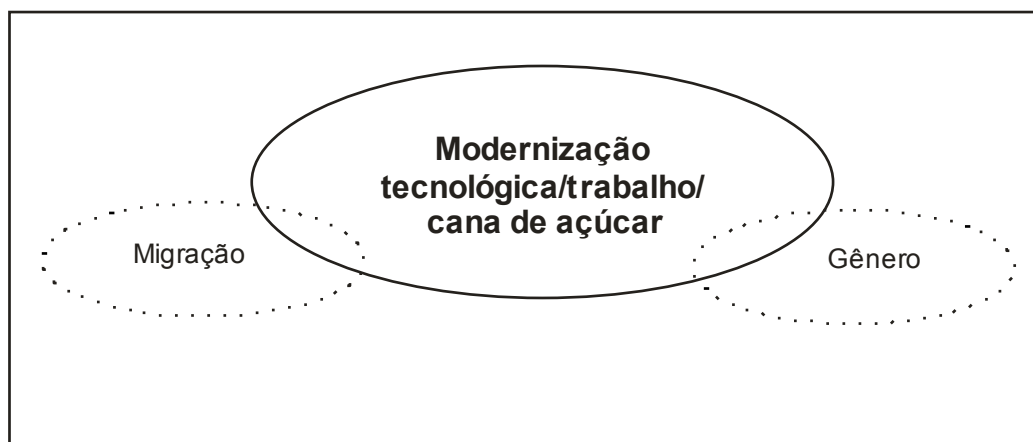 Modernização
tecnológica/trabalho/
cana de açúcar
Migração
Gênero